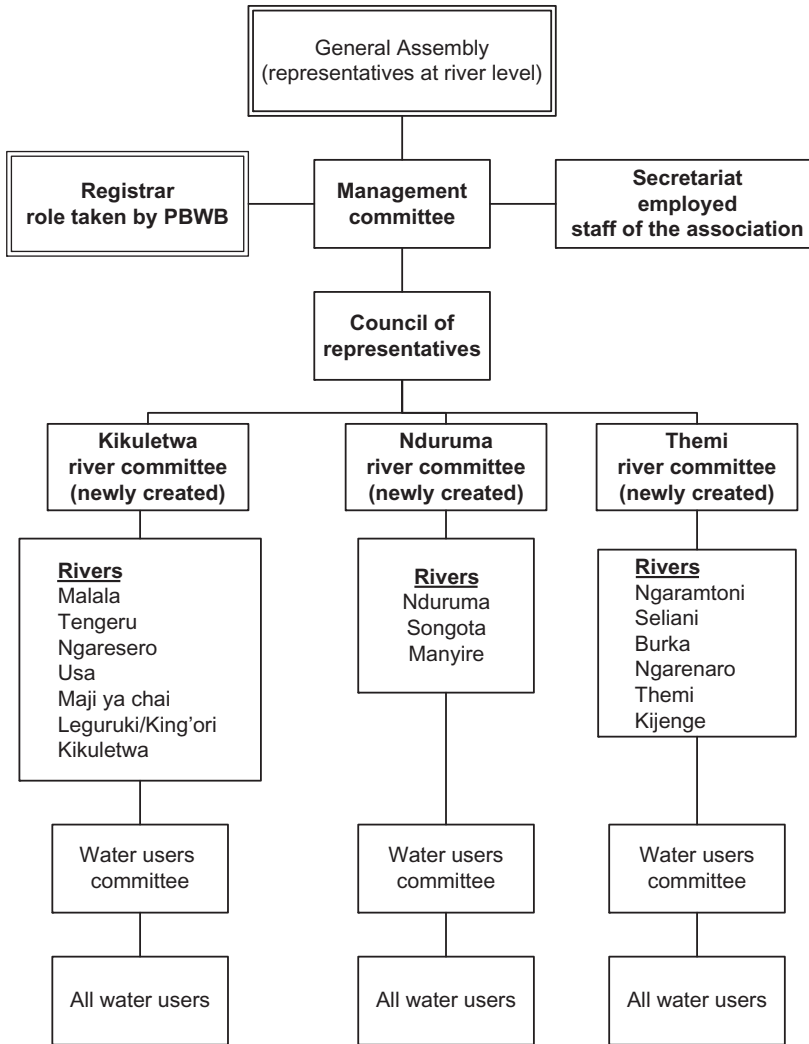 General Assembly
(representatives at river level)
Registrar
role taken by PBWB
Management
committee
Secretariat
employed
staff of the association
Council of
representatives
Kikuletwa
river committee
(newly created)
Nduruma
river committee
(newly created)
Themi
river committee
(newly created)
Rivers
Malala
Tengeru
Ngaresero
Usa
Maji ya chai
Leguruki/King’ori
Kikuletwa
Rivers
Nduruma
Songota
Manyire
Rivers
Ngaramtoni
Seliani
Burka
Ngarenaro
Themi
Kijenge
Water users
committee
Water users
committee
Water users
committee
All water users
All water users
All water users